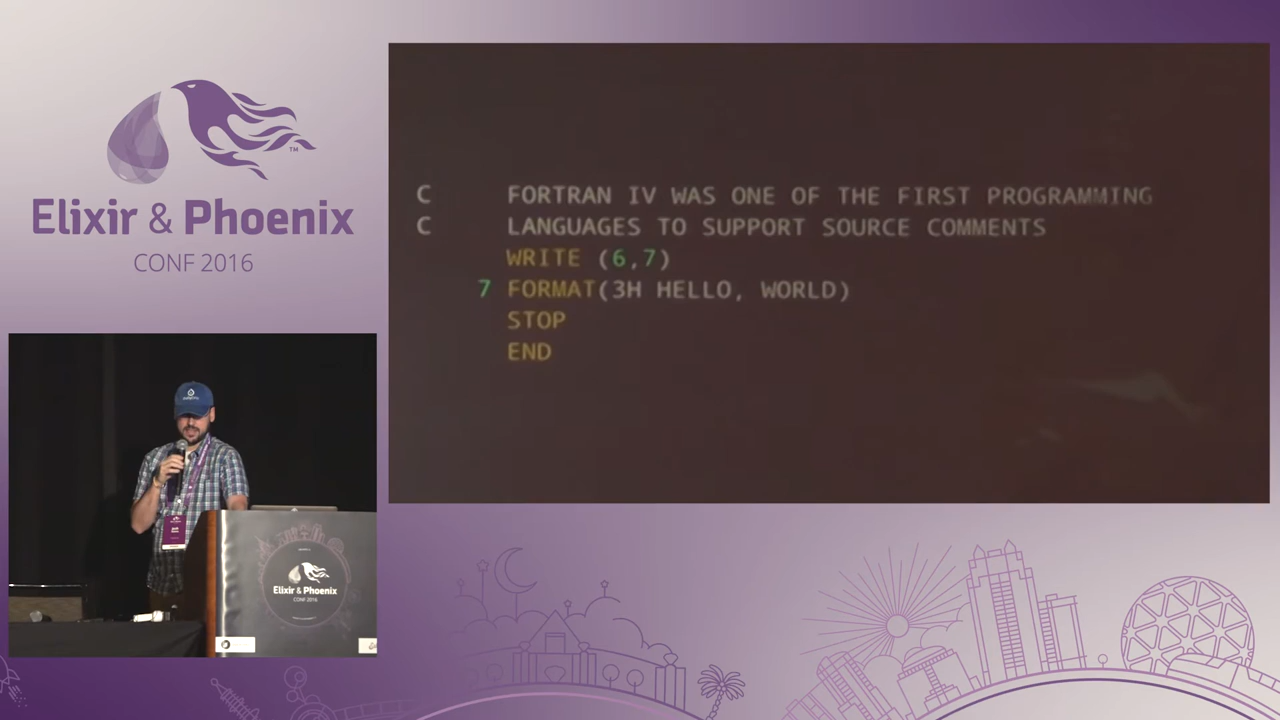 TM
Elixir & Phoenix
CONF 2016
C FORTRAN IV WAS ONE OF THE FIRST PROGRAMMING
C LANGUAGES TO SUPPORT SOURCE COMMENTS
WRITE (6,7)
7 FORMAT(3H HELLO, WORLD)
STOP
END
Elixir & Phoenix
CONF 2016